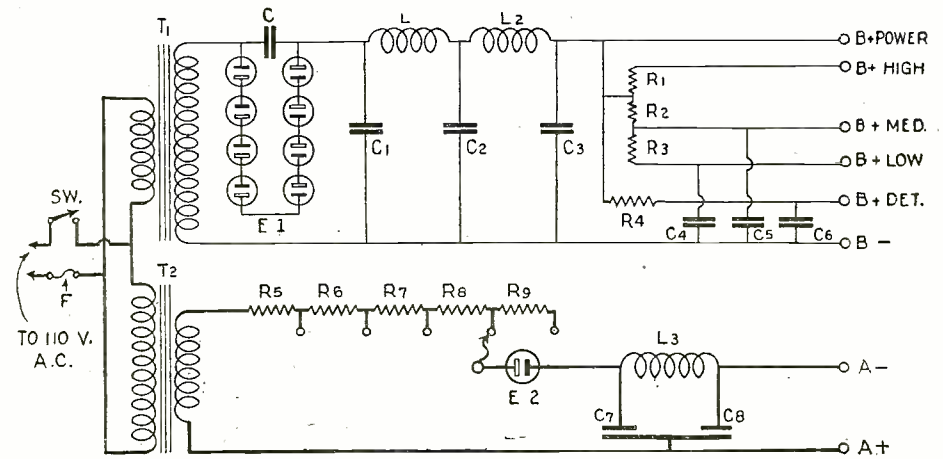 T1
C
L
L2
B+POWER
B+ HIGH
R1
R2
B+ MED.
C1
C2
C3
R3
B+ LOW
SW.
B+ DET.
E 1
R4
C4
C5
C6
B -
T2
F
R5
R6
R7
R8
R9
TO 110 V.
A.C.
L3
A-
E 2
C7
C8
A+